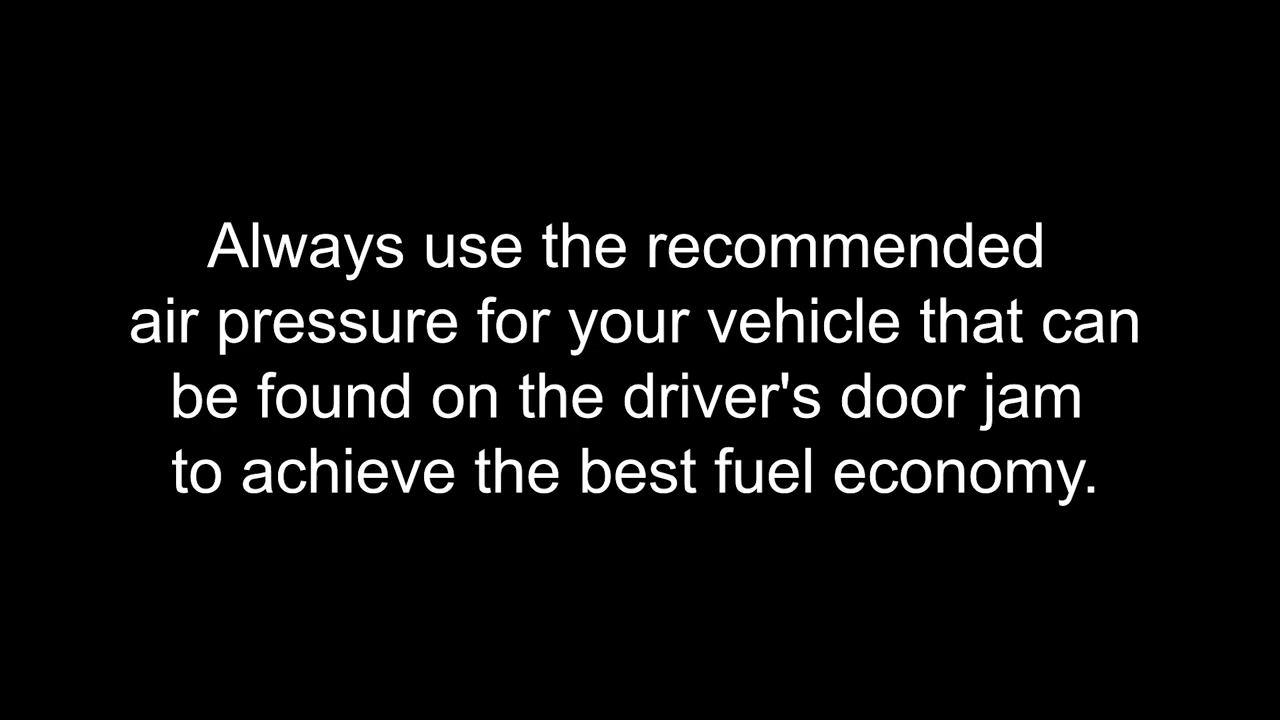 Always use the recommended
air pressure for your vehicle that can
be found on the driver's door jam
to achieve the best fuel economy.